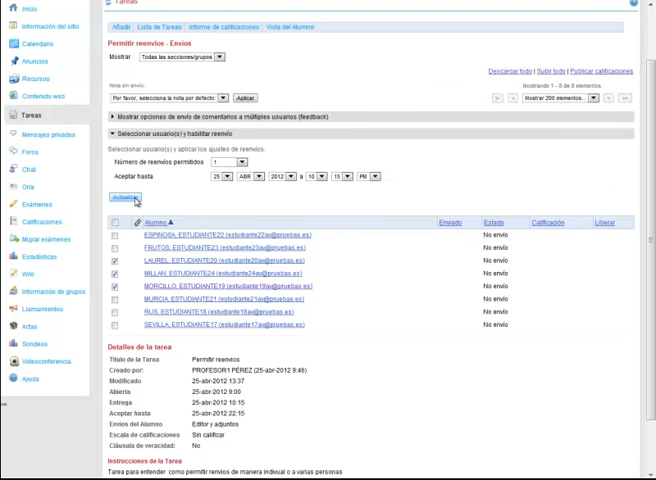 Tareas
Inicio
Información del sitio
Calendario
Anuncios
Recursos
Contenido web
Tareas
Mensajes privados
Foros
Chat
Orla
Exámenes
Calificaciones
Migrar exámenes
Estadísticas
Wiki
Información de grupos
Llamamientos
Actas
Sondeos
Videoconferencia
Ayuda
Añadir | Lista de Tareas | Informe de calificaciones | Vista del Alumno
Permitir reenvios - Envios
Mostrar Todas las secciones/grupos
Descargar todo | Subir todo | Publicar calificaciones
Nota sin envío:
Mostrando 1 - 8 de 8 elementos
Por favor, selecciona la nota por defecto: Aplicar
|< < Mostrar 200 elementos... > >|
Mostrar opciones de envío de comentarios a múltiples usuarios (feedback)
Seleccionar usuario(s) y habilitar reenvío
Seleccionar usuario(s) y aplicar los ajustes de reenvíos.
Número de reenvíos permitidos 1
Aceptar hasta 25 ABR 2012 a 10 15 PM
Actualizar
Alumno Enviado Estado Calificación Liberar
ESPINOSA, ESTUDIANTE22 (estudiante22av@pruebas.es) No envío
FRUTOS, ESTUDIANTE23 (estudiante23av@pruebas.es) No envío
LAUREL, ESTUDIANTE20 (estudiante20av@pruebas.es) No envío
MILLAN, ESTUDIANTE24 (estudiante24av@pruebas.es) No envío
MORCILLO, ESTUDIANTE19 (estudiante19av@pruebas.es) No envío
MURCIA, ESTUDIANTE21 (estudiante21av@pruebas.es) No envío
RUS, ESTUDIANTE18 (estudiante18av@pruebas.es) No envío
SEVILLA, ESTUDIANTE17 (estudiante17av@pruebas.es) No envío
Detalles de la tarea
Título de la Tarea Permitir reenvios
Creado por: PROFESOR1 PÉREZ (25-abr-2012 9:46)
Modificado 25-abr-2012 13:37
Abierta 25-abr-2012 9:00
Entrega 25-abr-2012 10:15
Aceptar hasta 25-abr-2012 22:15
Envíos del Alumno Editor y adjuntos
Escala de calificaciones Sin calificar
Cláusula de veracidad: No
Instrucciones de la Tarea
Tarea para entender como permitir renvios de manera indivual o a varias personas